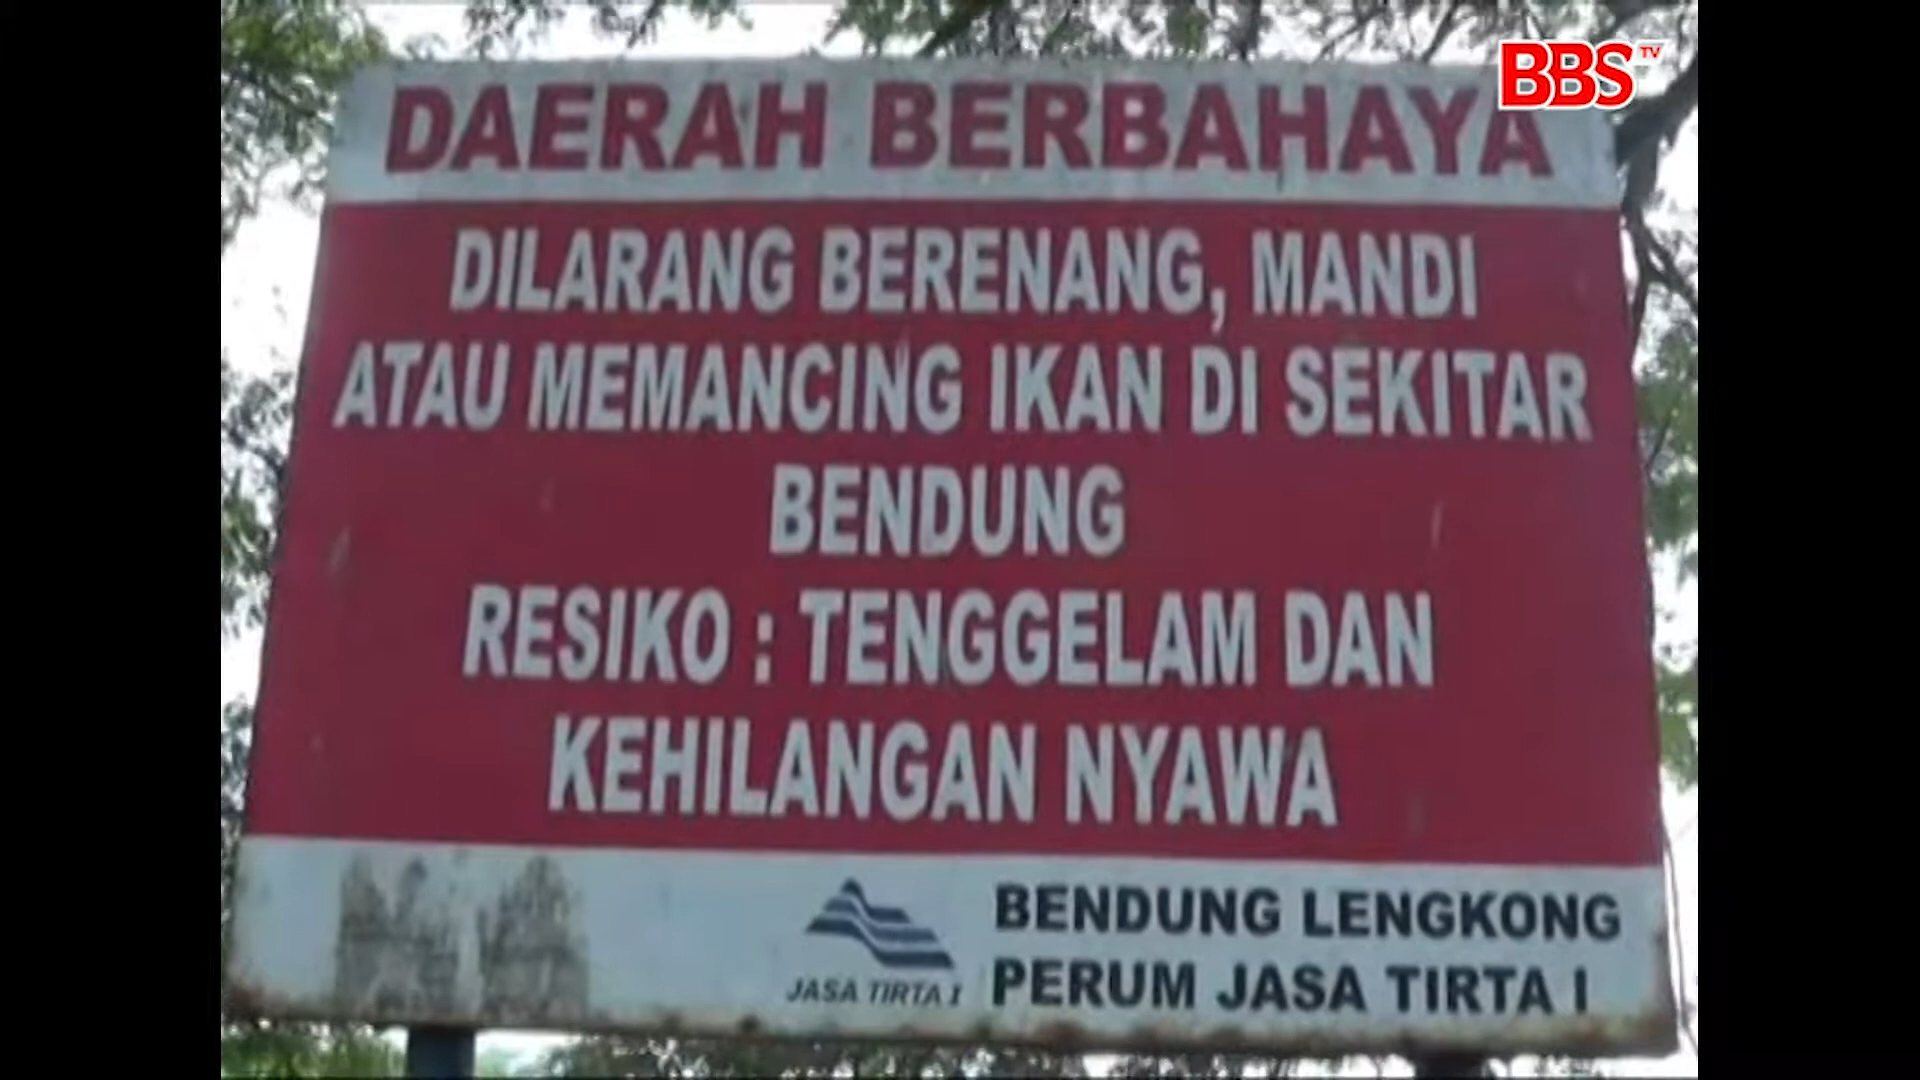 BBS TV
DAERAH BERBAHAYA
DILARANG BERENANG, MANDI
ATAU MEMANCING IKAN DI SEKITAR
BENDUNG
RESIKO : TENGGELAM DAN
KEHILANGAN NYAWA
BENDUNG LENGKONG
JASA TIRTA I PERUM JASA TIRTA I